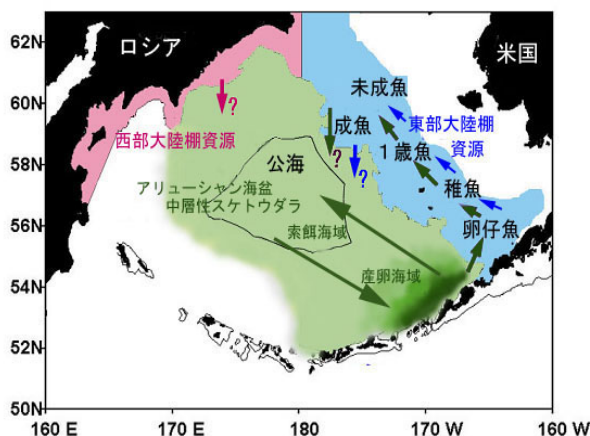 62N
60N
58N
56N
54N
52N
50N
160 E
170 E
180
170 W
160 W
ロシア
米国
西部大陸棚資源
?
成魚
?
?
未成魚
東部大陸棚
資源
1歳魚
稚魚
卵仔魚
公海
アリューシャン海盆
中層性スケトウダラ
索餌海域
産卵海域